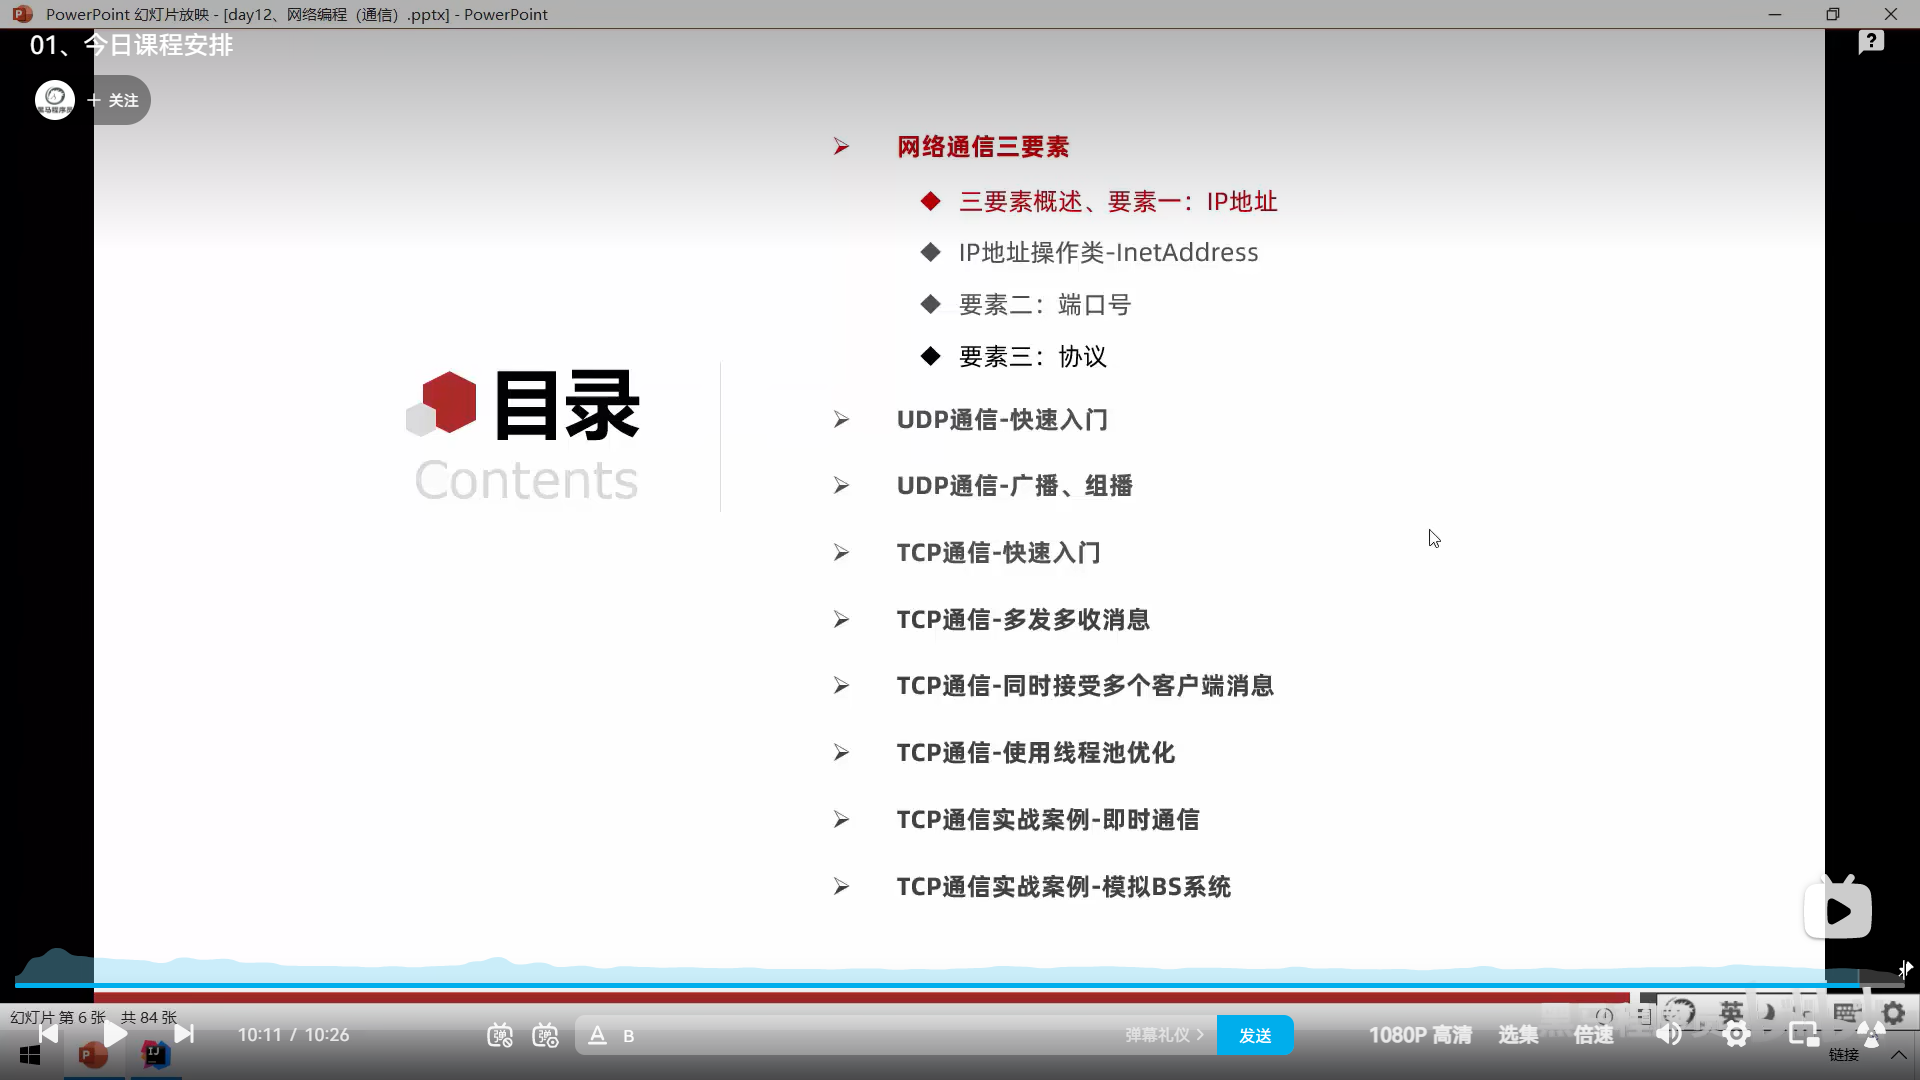 PowerPoint 幻灯片放映 - [day12、网络编程（通信）.pptx] - PowerPoint
01、今日课程安排
关注
网络通信三要素
三要素概述、要素一：IP地址
IP地址操作类-InetAddress
要素二：端口号
要素三：协议
目录
Contents
UDP通信-快速入门
UDP通信-广播、组播
TCP通信-快速入门
TCP通信-多发多收消息
TCP通信-同时接受多个客户端消息
TCP通信-使用线程池优化
TCP通信实战案例-即时通信
TCP通信实战案例-模拟BS系统
幻灯片 第 6 张，共 84 张
英
10:11 / 10:26
弹幕礼仪
发送
1080P 高清
选集
倍速
链接